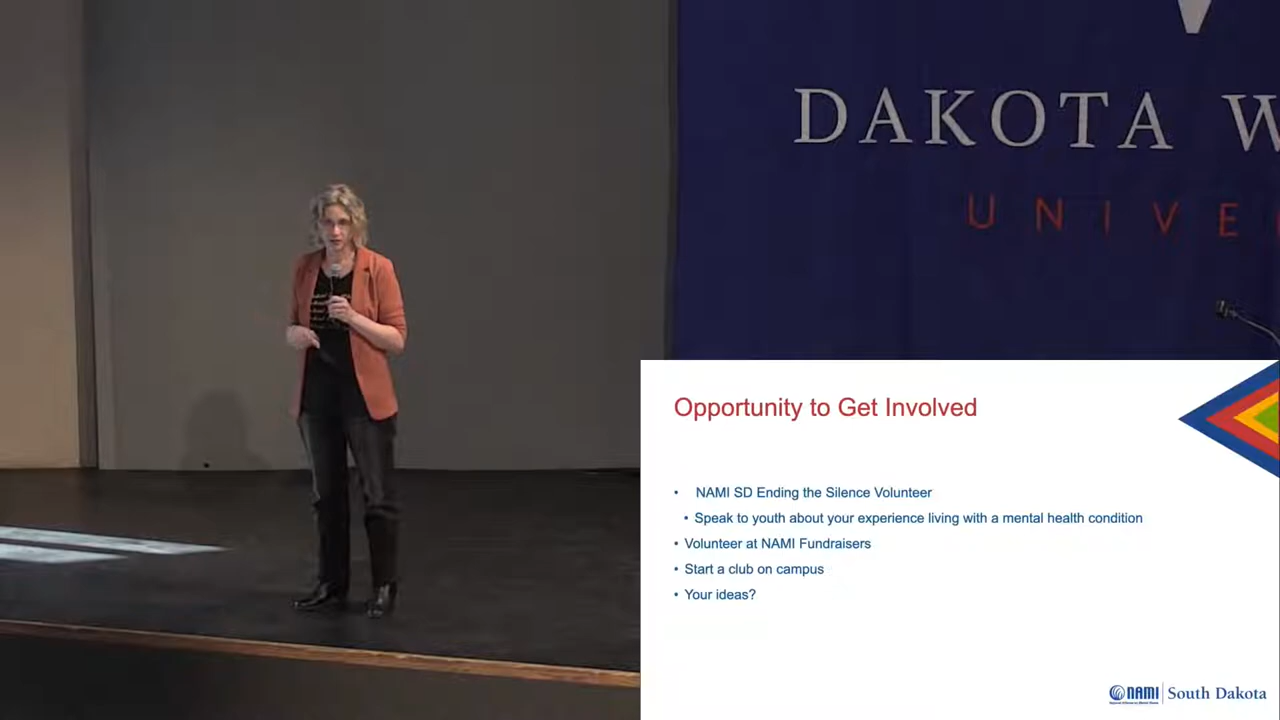 DAKOTA W
UNIVE
Opportunity to Get Involved
• NAMI SD Ending the Silence Volunteer
• Speak to youth about your experience living with a mental health condition
• Volunteer at NAMI Fundraisers
• Start a club on campus
• Your ideas?
NAMI South Dakota